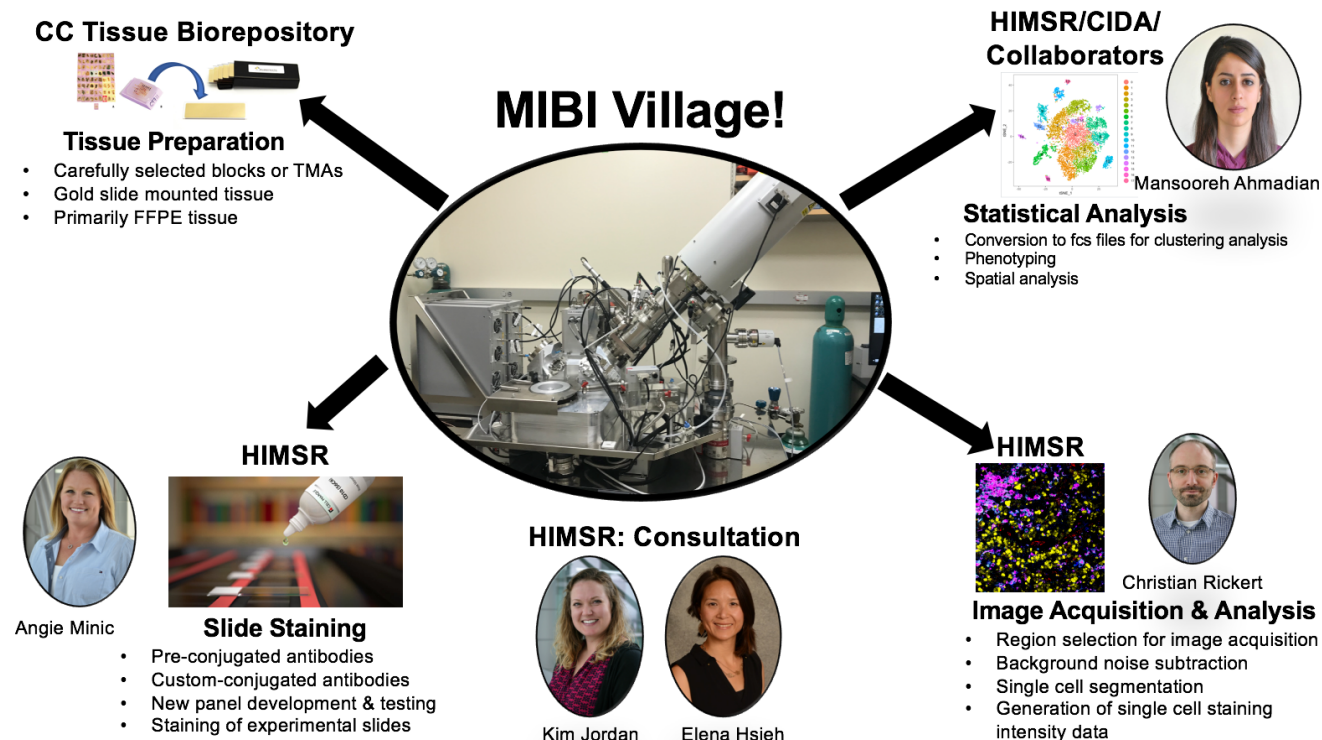 CC Tissue Biorepository
Tissue Preparation
• Carefully selected blocks or TMAs
• Gold slide mounted tissue
• Primarily FFPE tissue
MIBI Village!
HIMSR/CIDA/
Collaborators
Mansooreh Ahmadian
Statistical Analysis
• Conversion to fcs files for clustering analysis
• Phenotyping
• Spatial analysis
HIMSR
Angie Minic
Slide Staining
• Pre-conjugated antibodies
• Custom-conjugated antibodies
• New panel development & testing
• Staining of experimental slides
HIMSR: Consultation
Kim Jordan
Elena Hsieh
HIMSR
Christian Rickert
Image Acquisition & Analysis
• Region selection for image acquisition
• Background noise subtraction
• Single cell segmentation
• Generation of single cell staining
intensity data